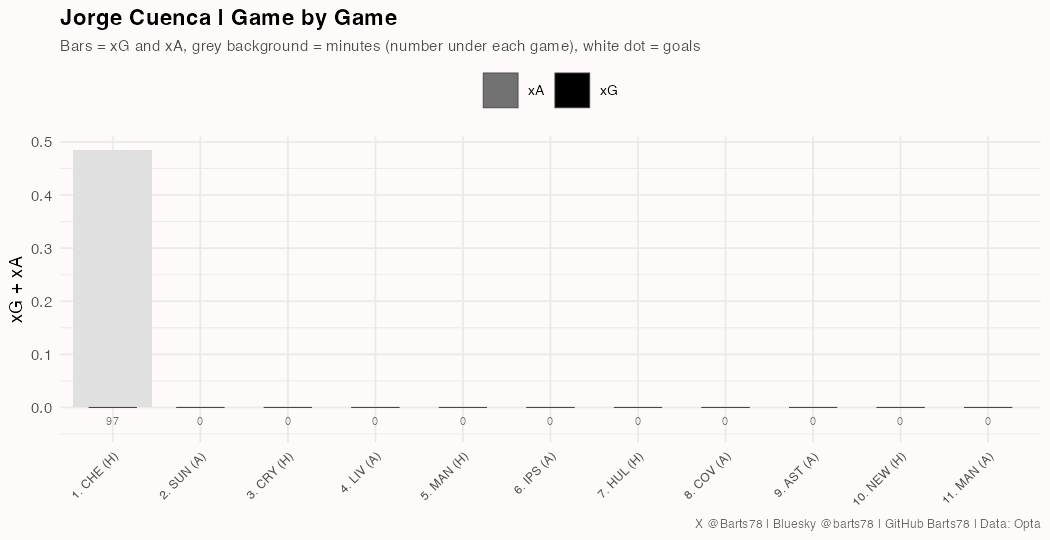 Jorge Cuenca | Game by Game
Bars = xG and xA, grey background = minutes (number under each game), white dot = goals
xA xG
xG + xA
0.5
0.4
0.3
0.2
0.1
0.0
97 0 0 0 0 0 0 0 0 0 0
1. CHE (H) 2. SUN (A) 3. CRY (H) 4. LIV (A) 5. MAN (H) 6. IPS (A) 7. HUL (H) 8. COV (A) 9. AST (A) 10. NEW (H) 11. MAN (A)
X @Barts78 | Bluesky @barts78 | GitHub Barts78 | Data: Opta